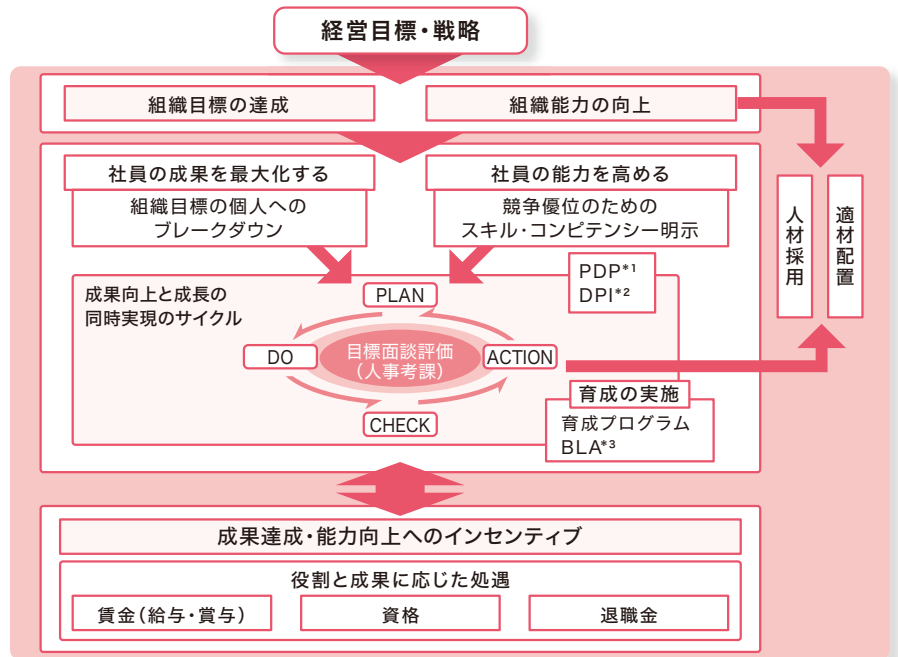 経営目標・戦略
組織目標の達成
組織能力の向上
社員の成果を最大化する
組織目標の個人への
ブレークダウン
社員の能力を高める
競争優位のための
スキル・コンピテンシー明示
人材採用
適材配置
成果向上と成長の
同時実現のサイクル
PDP*1
DPI*2
PLAN
DO
目標面談評価
(人事考課)
ACTION
CHECK
育成の実施
育成プログラム
BLA*3
成果達成・能力向上へのインセンティブ
役割と成果に応じた処遇
賃金(給与・賞与)
資格
退職金